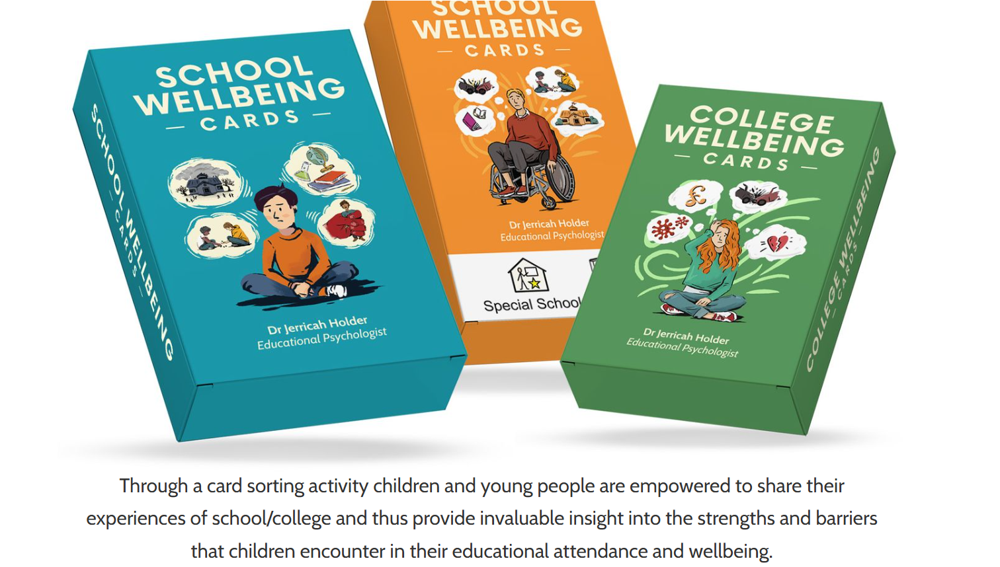 SCHOOL
WELLBEING
CARDS
SCHOOL WELLBEING
CARDS
Dr Jerricah Holder
Educational Psychologist
SCHOOL
WELLBEING
CARDS
Dr Jerricah Holder
Educational Psychologist
Special School
COLLEGE
WELLBEING
CARDS
Dr Jerricah Holder
Educational Psychologist
COLLEGE WELLBEING
CARDS
Through a card sorting activity children and young people are empowered to share their
experiences of school/college and thus provide invaluable insight into the strengths and barriers
that children encounter in their educational attendance and wellbeing.